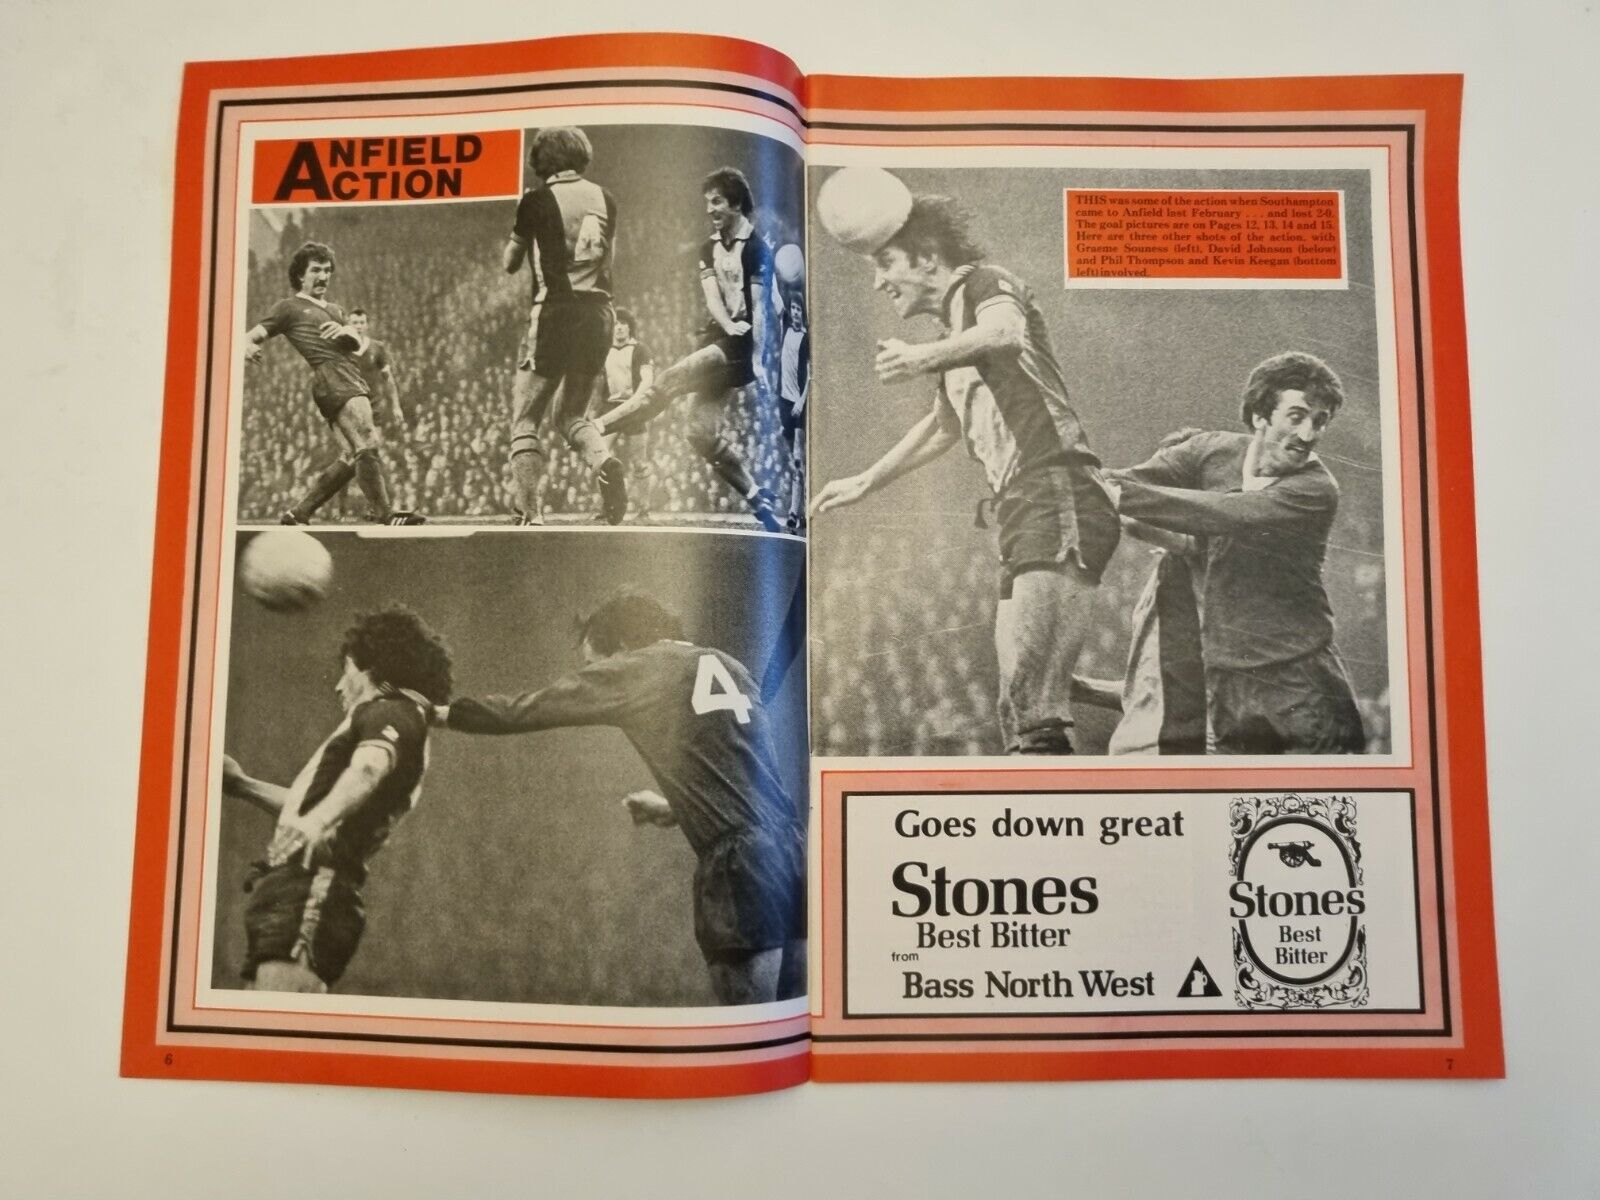 ANFIELD
ACTION
4
4
6
THIS was some of the action when Southampton
came to Anfield last February . . . and lost 2-0.
The goal pictures are on Pages 12, 13, 14 and 15.
Here are three other shots of the action, with
Graeme Souness (left), David Johnson (below)
and Phil Thompson and Kevin Keegan (bottom
left) involved.
Goes down great
Stones
Best Bitter
from
Bass North West
Stones
Best
Bitter
7